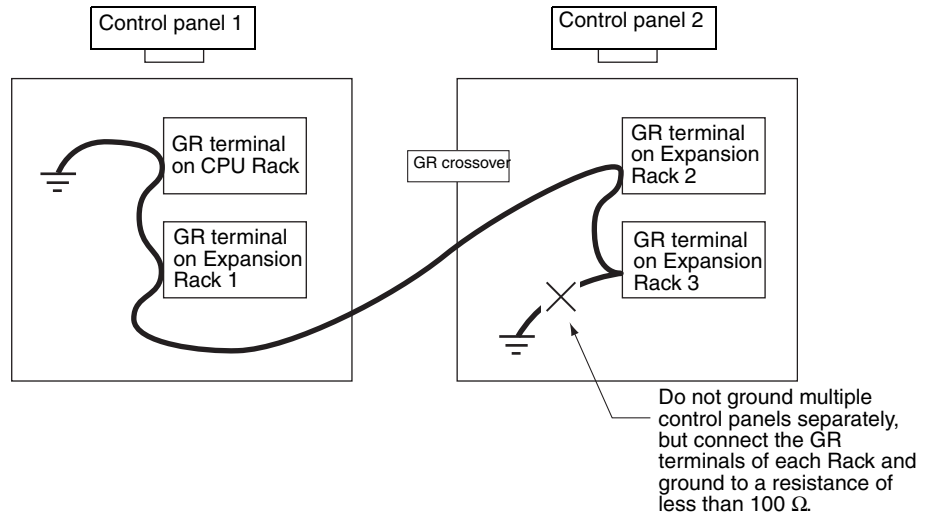 Control panel 1
Control panel 2
GR terminal
on CPU Rack
GR terminal
on Expansion
Rack 1
GR crossover
GR terminal
on Expansion
Rack 2
GR terminal
on Expansion
Rack 3
Do not ground multiple
control panels separately,
but connect the GR
terminals of each Rack and
ground to a resistance of
less than 100 Ω.